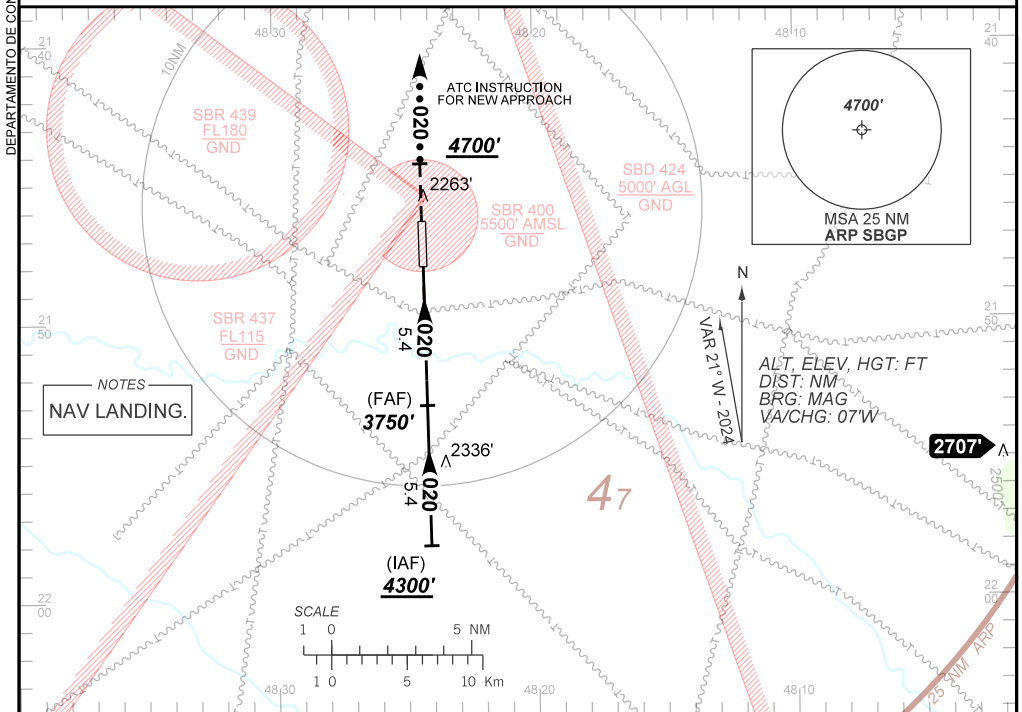 DEPARTAMENTO DE CON
48 30
48 20
48 10
21
40
21
40
10NM
ATC INSTRUCTION
FOR NEW APPROACH
020
4700'
2263'
SBR 439
FL180
GND
SBD 424
5000' AGL
GND
SBR 400
5500' AMSL
GND
4700'
MSA 25 NM
ARP SBGP
N
VAR 21° W - 2024
ALT, ELEV, HGT: FT
DIST: NM
BRG: MAG
VA/CHG: 07'W
SBR 437
FL115
GND
21
50
21
50
020
5.4
NOTES
NAV LANDING.
(FAF)
3750'
2336'
2707'
2500
020
5.4
47
(IAF)
4300'
22
00
22
00
SCALE
1 0 5 NM
1 0 5 10 Km
25 NM ARP
48 30
48 20
48 10